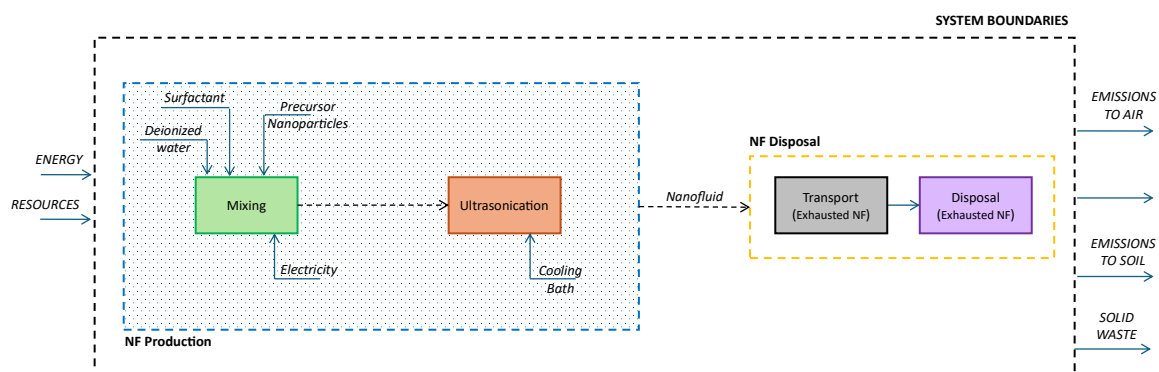 SYSTEM BOUNDARIES
ENERGY
RESOURCES
Surfactant
Precursor
Nanoparticles
Deionized
water
Mixing
Electricity
Ultrasonication
Cooling
Bath
NF Production
Nanofluid
NF Disposal
Transport
(Exhausted NF)
Disposal
(Exhausted NF)
EMISSIONS
TO AIR
EMISSIONS
TO SOIL
SOLID
WASTE